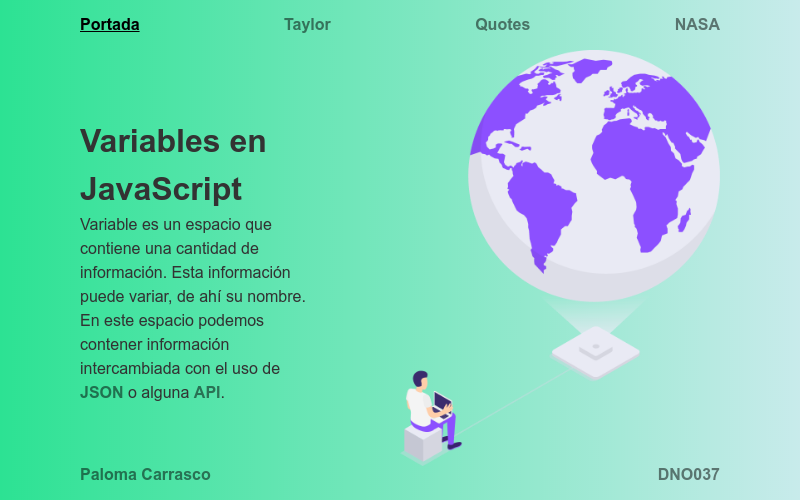 Portada Taylor Quotes NASA
Variables en
JavaScript
Variable es un espacio que
contiene una cantidad de
información. Esta información
puede variar, de ahí su nombre.
En este espacio podemos
contener información
intercambiada con el uso de
JSON o alguna API.
Paloma Carrasco DNO037